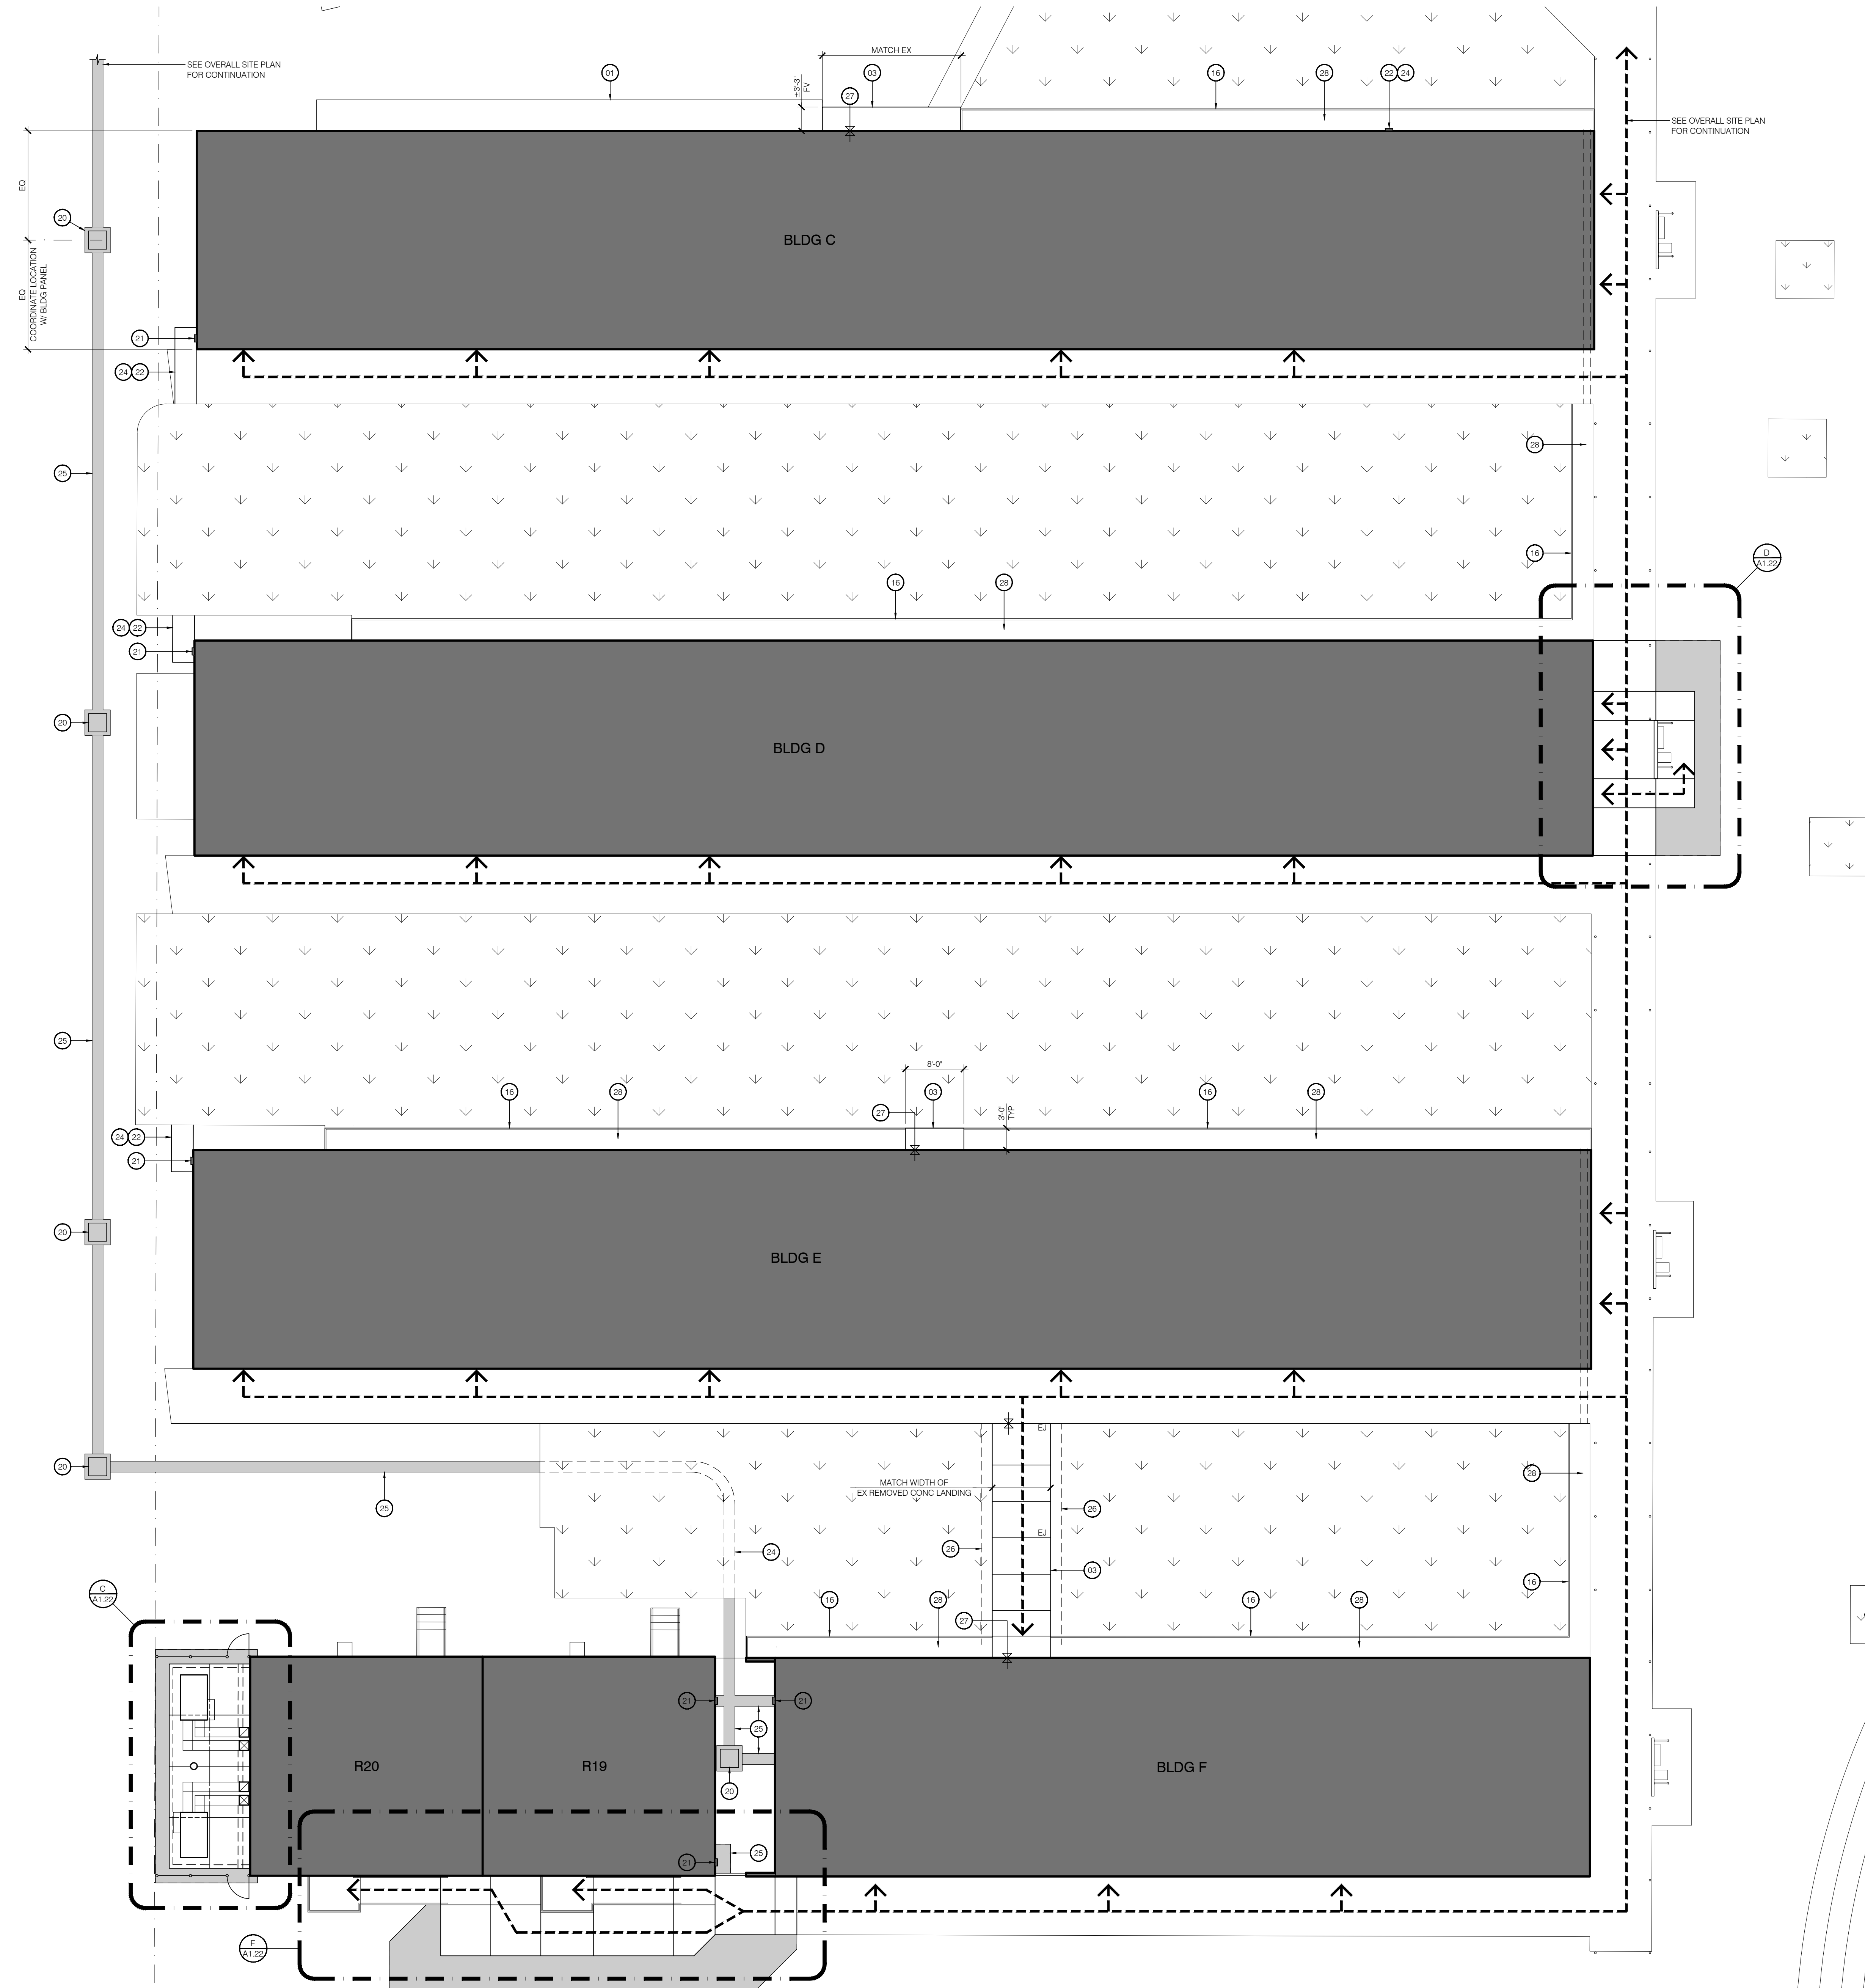 MATCH EX
SEE OVERALL SITE PLAN
FOR CONTINUATION
01
03
16
28
22
24
±3'-3"
FV
27
SEE OVERALL SITE PLAN
FOR CONTINUATION
EQ
20
BLDG C
EQ
COORDINATE LOCATION
W/ BLDG PANEL
21
24
22
28
25
16
D
A1.22
16
28
24
22
21
20
BLDG D
25
8'-0"
16
28
03
16
28
27
3'-0"
TYP
24
22
21
20
BLDG E
EJ
20
28
MATCH WIDTH OF
EX REMOVED CONC LANDING
25
26
EJ
26
24
03
16
C
A1.22
16
28
16
28
27
21
21
25
R20
R19
BLDG F
20
25
21
F
A1.22